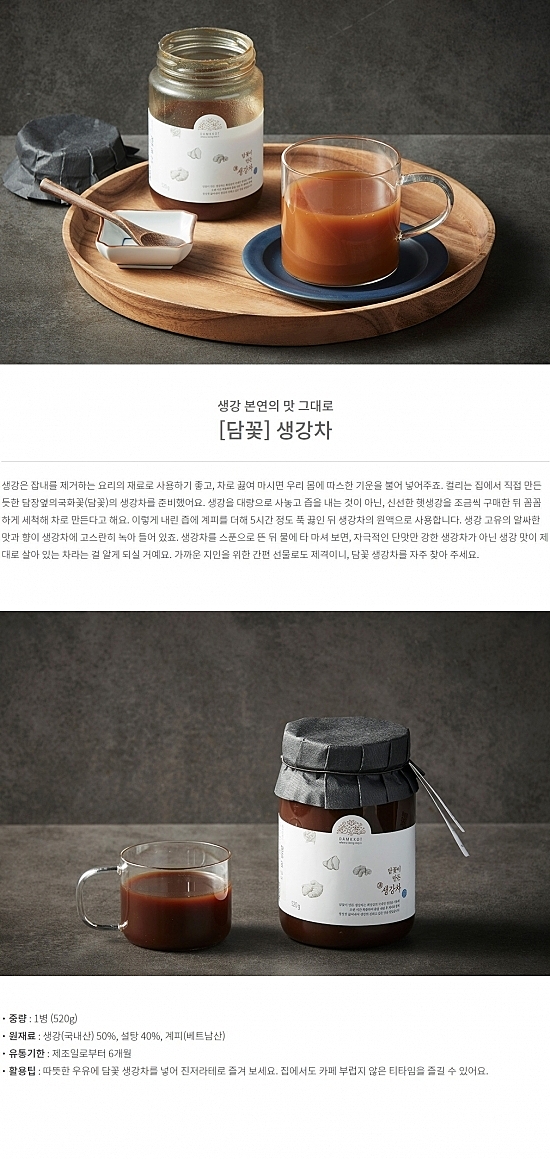 DAMKKOT
담꽃이
만든
생강차
생강 본연의 맛 그대로
[담꽃] 생강차
생강은 잡내를 제거하는 요리의 재료로 사용하기 좋고, 차로 끓여 마시면 우리 몸에 따스한 기운을 불어 넣어주죠. 컬리는 집에서 직접 만든
듯한 담장옆의국화꽃(담꽃)의 생강차를 준비했어요. 생강을 대량으로 사놓고 즙을 내는 것이 아닌, 신선한 햇생강을 조금씩 구매한 뒤 꼼꼼
하게 세척해 차로 만든다고 해요. 이렇게 내린 즙에 계피를 더해 5시간 정도 푹 끓인 뒤 생강차의 원액으로 사용합니다. 생강 고유의 알싸한
맛과 향이 생강차에 고스란히 녹아 들어 있죠. 생강차를 스푼으로 뜬 뒤 물에 타 마셔 보면, 자극적인 단맛만 강한 생강차가 아닌 생강 맛이 제
대로 살아 있는 차라는 걸 알게 되실 거예요. 가까운 지인을 위한 간편 선물로도 제격이니, 담꽃 생강차를 자주 찾아 주세요.
DAMKKOT
담꽃이
만든
생강차
520g
• 중량 : 1병 (520g)
• 원재료 : 생강(국내산) 50%, 설탕 40%, 계피(베트남산)
• 유통기한 : 제조일로부터 6개월
• 활용팁 : 따뜻한 우유에 담꽃 생강차를 넣어 진저라테로 즐겨 보세요. 집에서도 카페 부럽지 않은 티타임을 즐길 수 있어요.